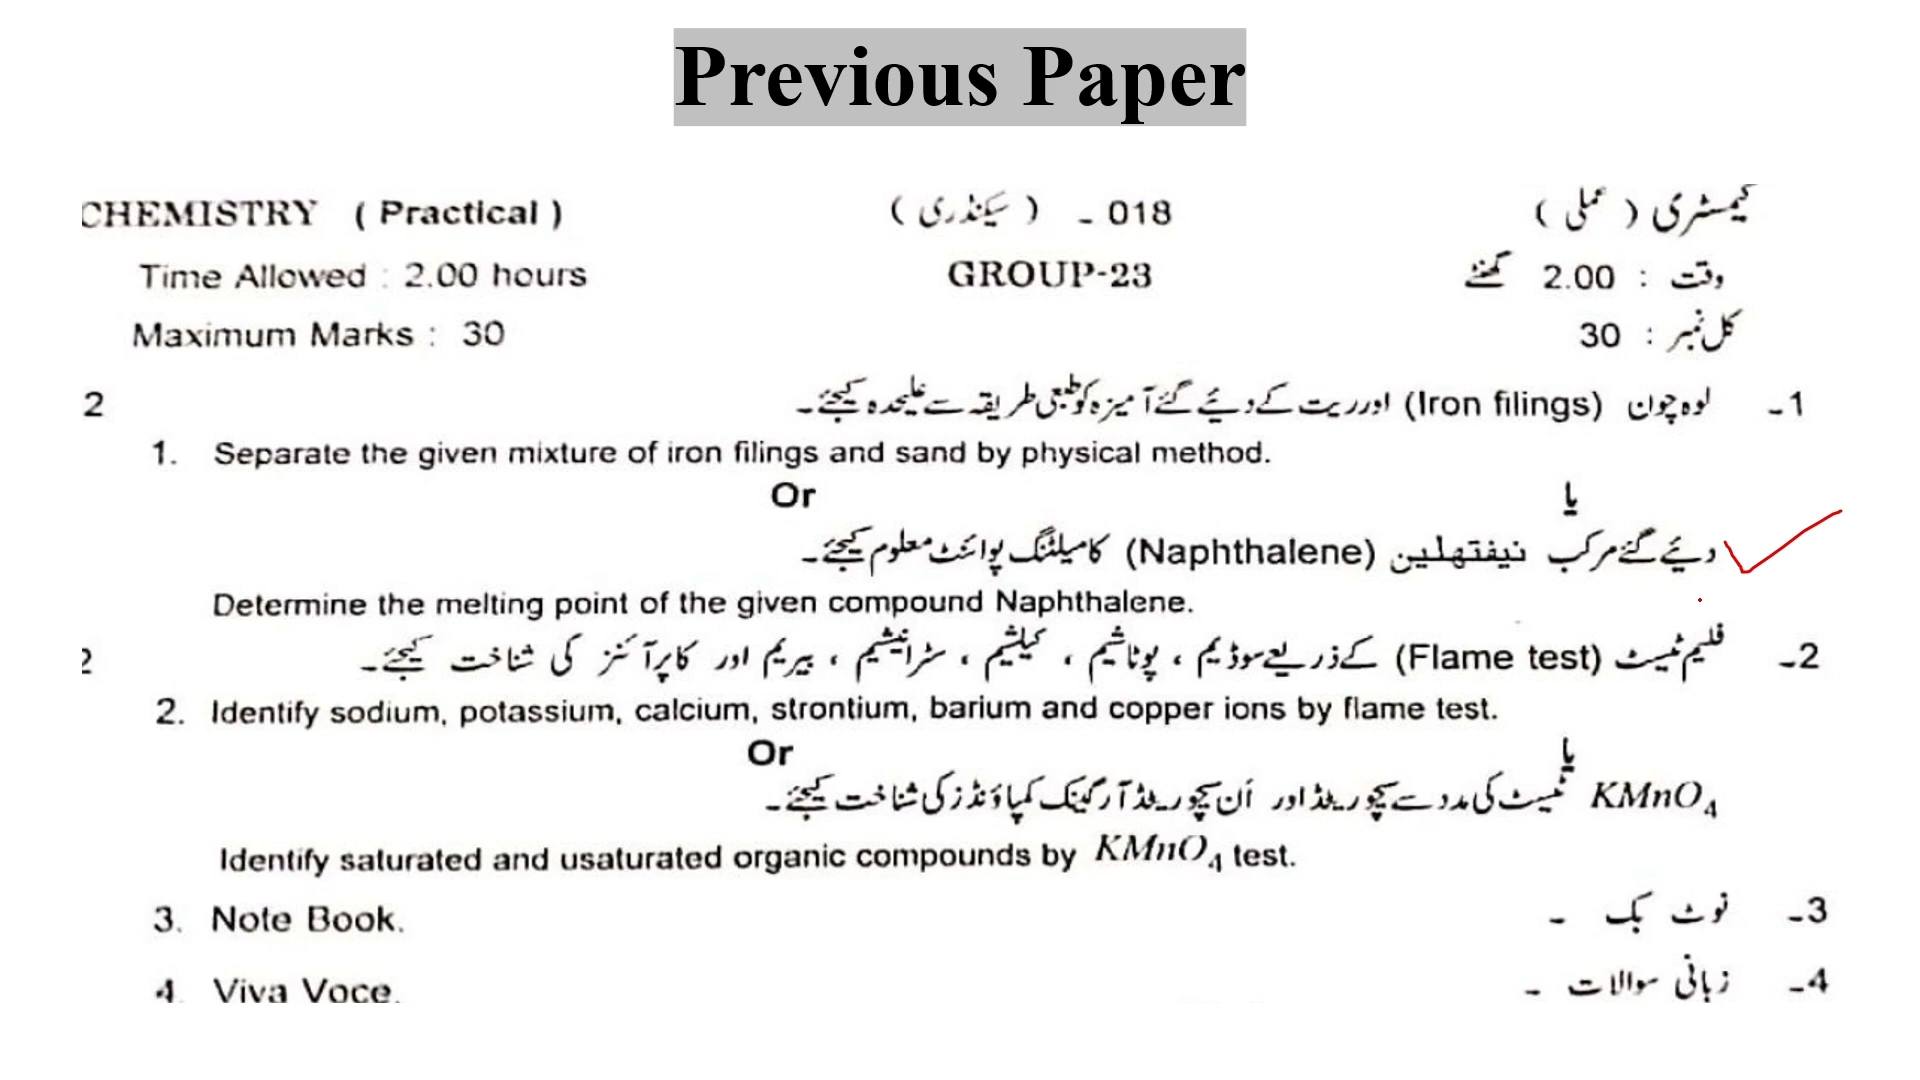 Previous Paper
CHEMISTRY ( Practical ) 018 ۔ ( سیکنڈری ) کیمسٹری ( عملی )
Time Allowed : 2.00 hours GROUP-23 وقت : 2.00 گھنٹے
Maximum Marks : 30 کل نمبر : 30
2 1۔ لوہ چون (Iron filings) اور ریت کے دیئے گئے آمیزہ کو طبعی طریقہ سے علیحدہ کیجئے۔
1. Separate the given mixture of iron filings and sand by physical method.
Or یا
دیئے گئے مرکب نیفتھلین (Naphthalene) کا میلٹنگ پوائنٹ معلوم کیجئے۔
Determine the melting point of the given compound Naphthalene.
2 2۔ فلیم ٹیسٹ (Flame test) کے ذریعے سوڈیم ، پوٹاشیم ، کیلشیم ، سٹرانیشیم ، بیریم اور کاپر آئنز کی شناخت کیجئے۔
2. Identify sodium, potassium, calcium, strontium, barium and copper ions by flame test.
Or یا
KMnO4 ٹیسٹ کی مدد سے سچوریٹڈ اور اَن سچوریٹڈ آرگینک کمپاؤنڈز کی شناخت کیجئے۔
Identify saturated and usaturated organic compounds by KMnO4 test.
3. Note Book. 3۔ نوٹ بک ۔
4. Viva Voce. 4۔ زبانی سوالات ۔